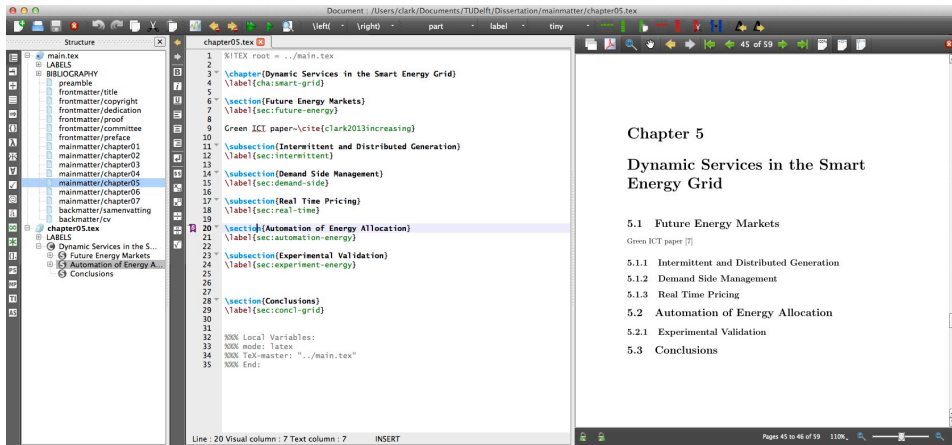 Document : /Users/clark/Documents/TUDelft/Dissertation/mainmatter/chapter05.tex
\left( \right) part label tiny
45 of 59
Structure
main.tex
LABELS
BIBLIOGRAPHY
preamble
frontmatter/title
frontmatter/copyright
frontmatter/dedication
frontmatter/proof
frontmatter/committee
frontmatter/preface
mainmatter/chapter01
mainmatter/chapter02
mainmatter/chapter03
mainmatter/chapter04
mainmatter/chapter05
mainmatter/chapter06
mainmatter/chapter07
backmatter/samenvatting
backmatter/cv
chapter05.tex
LABELS
Dynamic Services in the S...
Future Energy Markets
Automation of Energy A...
Conclusions
chapter05.tex
1 %!TEX root = ../main.tex
2
3 \chapter{Dynamic Services in the Smart Energy Grid}
4 \label{cha:smart-grid}
5
6 \section{Future Energy Markets}
7 \label{sec:future-energy}
8
9 Green ICT paper~\cite{clark2013increasing}
10
11 \subsection{Intermittent and Distributed Generation}
12 \label{sec:intermittent}
13
14 \subsection{Demand Side Management}
15 \label{sec:demand-side}
16
17 \subsection{Real Time Pricing}
18 \label{sec:real-time}
19
20 \section{Automation of Energy Allocation}
21 \label{sec:automation-energy}
22
23 \subsection{Experimental Validation}
24 \label{sec:experiment-energy}
25
26
27
28 \section{Conclusions}
29 \label{sec:concl-grid}
30
31
32 %%% Local Variables:
33 %%% mode: latex
34 %%% TeX-master: "../main.tex"
35 %%% End:
Line : 20 Visual column : 7 Text column : 7 INSERT
Chapter 5
Dynamic Services in the Smart
Energy Grid
5.1 Future Energy Markets
Green ICT paper [7]
5.1.1 Intermittent and Distributed Generation
5.1.2 Demand Side Management
5.1.3 Real Time Pricing
5.2 Automation of Energy Allocation
5.2.1 Experimental Validation
5.3 Conclusions
Pages 45 to 46 of 59 110%